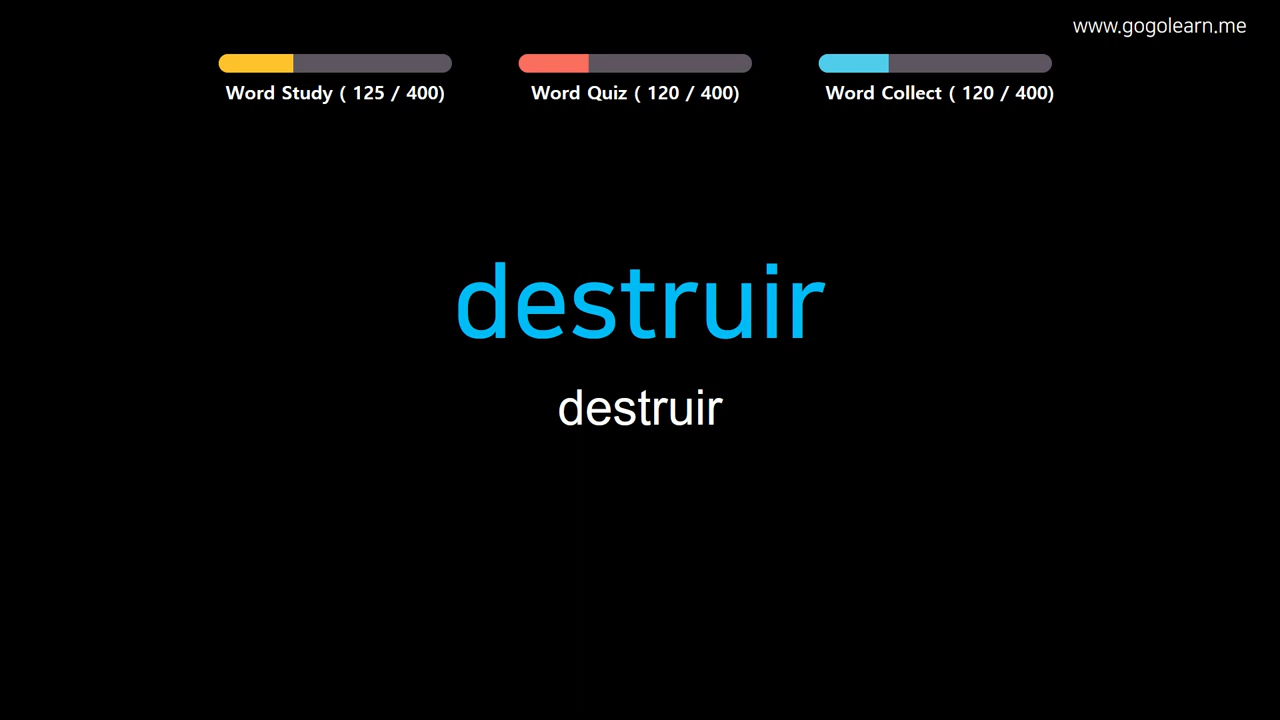 www.gogolearn.me
Word Study ( 125 / 400)
Word Quiz ( 120 / 400)
Word Collect ( 120 / 400)
destruir
destruir